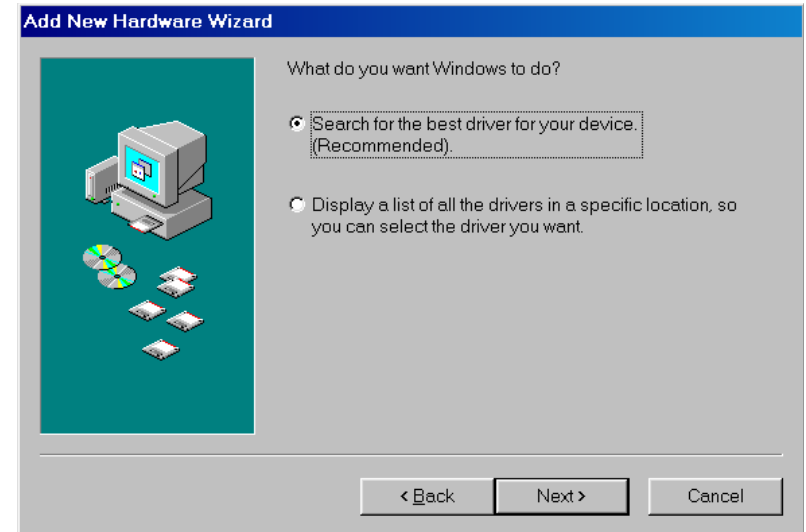 Add New Hardware Wizard
What do you want Windows to do?
Search for the best driver for your device.
(Recommended).
Display a list of all the drivers in a specific location, so
you can select the driver you want.
< Back
Next >
Cancel